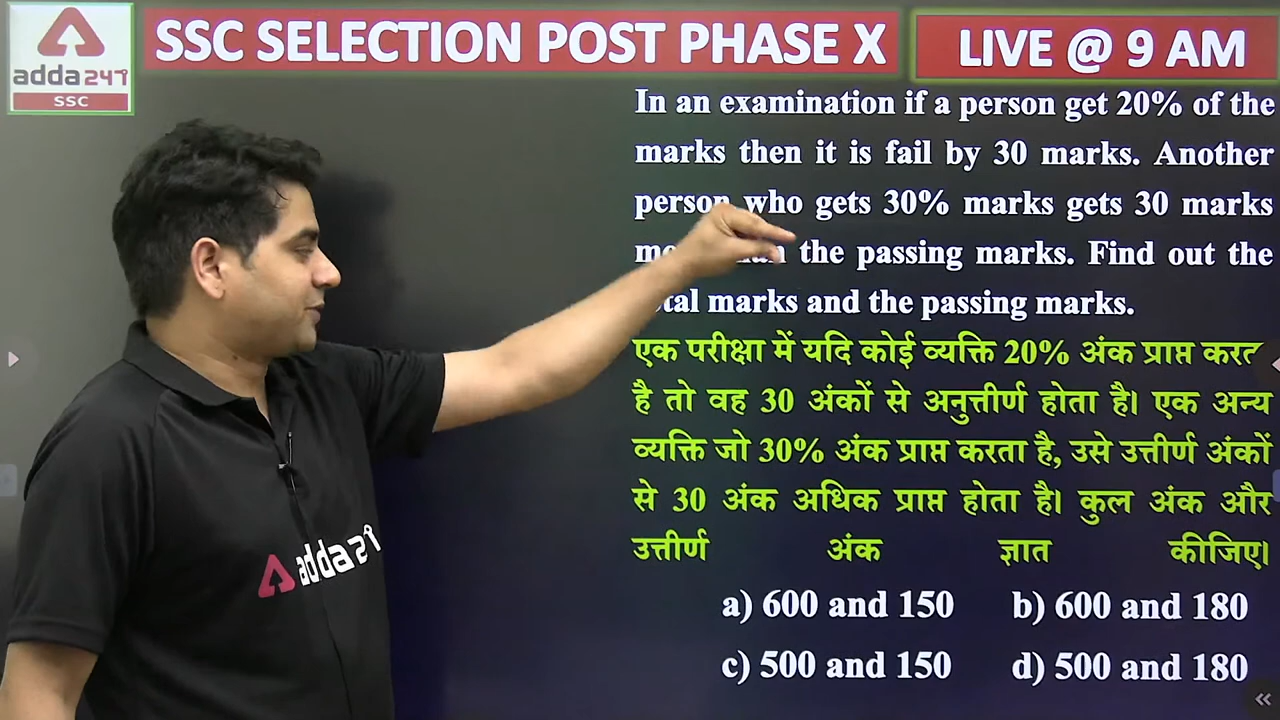 adda247
SSC
SSC SELECTION POST PHASE X
LIVE @ 9 AM
In an examination if a person get 20% of the
marks then it is fail by 30 marks. Another
person who gets 30% marks gets 30 marks
the passing marks. Find out the
marks and the passing marks.
एक परीक्षा में यदि कोई व्यक्ति 20% अंक प्राप्त करत
है तो वह 30 अंकों से अनुत्तीर्ण होता है। एक अन्य
व्यक्ति जो 30% अंक प्राप्त करता है, उसे उत्तीर्ण अंकों
से 30 अंक अधिक प्राप्त होता है। कुल अंक और
उत्तीर्ण अंक ज्ञात कीजिए।
a) 600 and 150 b) 600 and 180
c) 500 and 150 d) 500 and 180
adda247